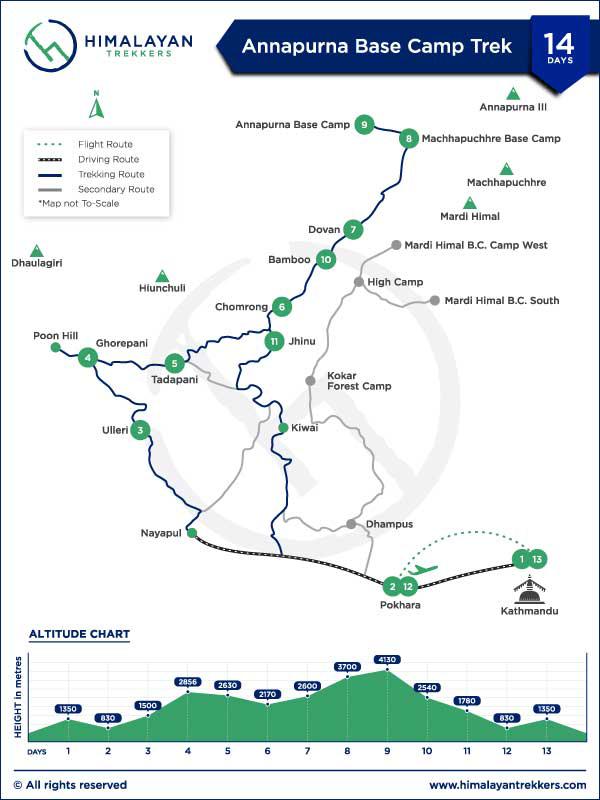 HIMALAYAN
TREKKERS
Annapurna Base Camp Trek
14
DAYS
N
Flight Route
Driving Route
Trekking Route
Secondary Route
*Map not To-Scale
Annapurna III
Annapurna Base Camp
9
8
Machhapuchhre Base Camp
Machhapuchhre
Mardi Himal
Dovan
7
Mardi Himal B.C. Camp West
Bamboo
10
Dhaulagiri
Hiunchuli
High Camp
Mardi Himal B.C. South
Chomrong
6
Poon Hill
Ghorepani
4
11
Jhinu
5
Tadapani
Kokar
Forest Camp
Ulleri
3
Kiwai
Nayapul
Dhampus
1
13
2
12
Pokhara
Kathmandu
ALTITUDE CHART
HEIGHT in metres
1350
830
1500
2856
2630
2170
2600
3700
4130
2540
1780
830
1350
DAYS 1 2 3 4 5 6 7 8 9 10 11 12 13
© All rights reserved
www.himalayantrekkers.com